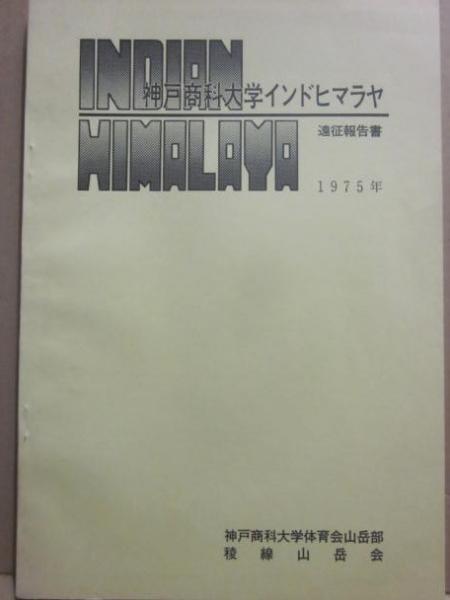 INDIAN
神戸商科大学インドヒマラヤ
遠征報告書
HIMALAYA
1975年
神戸商科大学体育会山岳部
稜線山岳会